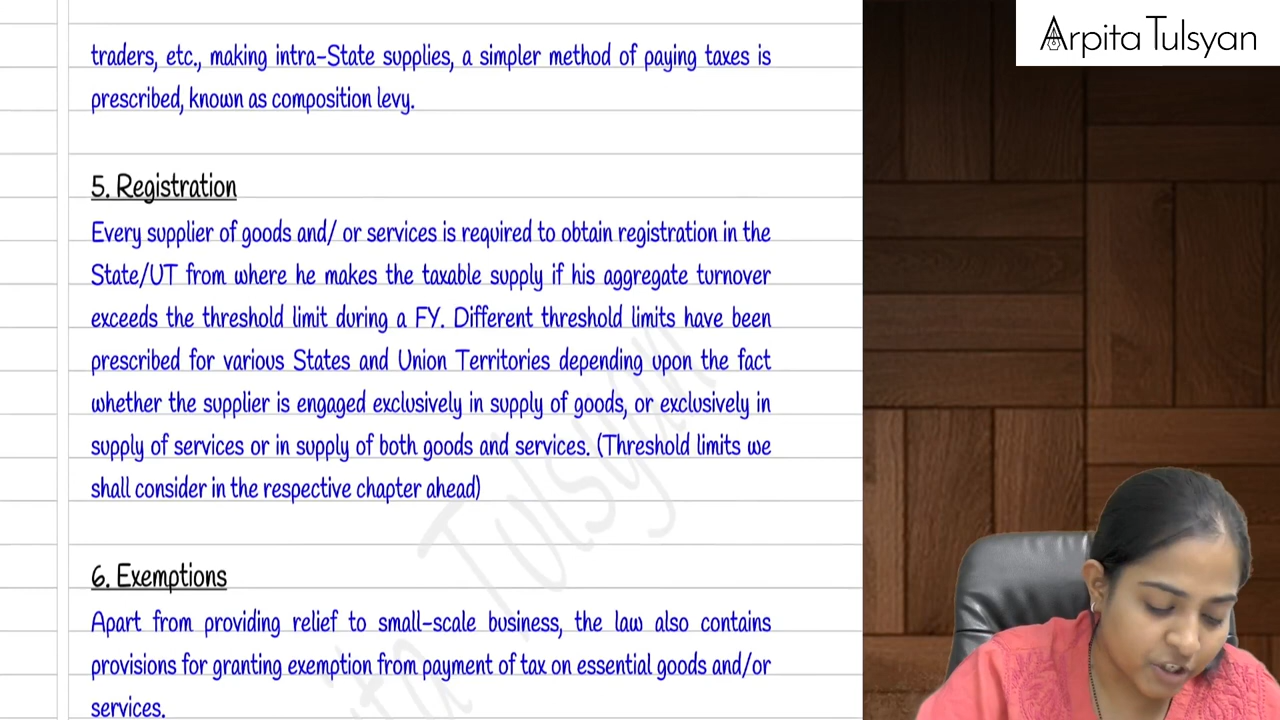 Arpita Tulsyan
traders, etc., making intra-State supplies, a simpler method of paying taxes is
prescribed, known as composition levy.
5. Registration
Every supplier of goods and/ or services is required to obtain registration in the
State/UT from where he makes the taxable supply if his aggregate turnover
exceeds the threshold limit during a FY. Different threshold limits have been
prescribed for various States and Union Territories depending upon the fact
whether the supplier is engaged exclusively in supply of goods, or exclusively in
supply of services or in supply of both goods and services. (Threshold limits we
shall consider in the respective chapter ahead)
6. Exemptions
Apart from providing relief to small-scale business, the law also contains
provisions for granting exemption from payment of tax on essential goods and/or
services.
ita Tulsyan